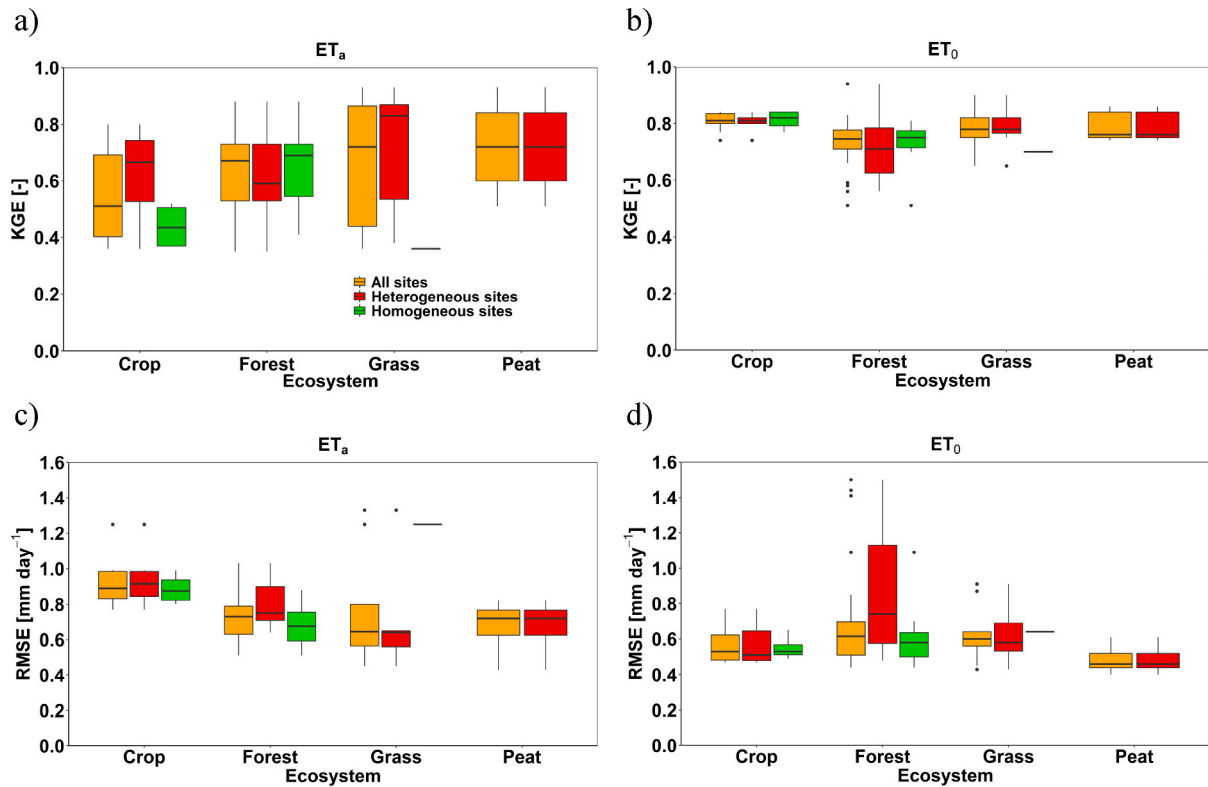 a)
ETa
1.0
0.8
0.6
0.4
0.2
0.0
KGE [-]
All sites
Heterogeneous sites
Homogeneous sites
Crop Forest Grass Peat
Ecosystem
b)
ET0
1.0
0.8
0.6
0.4
0.2
0.0
KGE [-]
Crop Forest Grass Peat
Ecosystem
c)
ETa
1.6
1.4
1.2
1.0
0.8
0.6
0.4
0.2
0.0
RMSE [mm day⁻¹]
Crop Forest Grass Peat
Ecosystem
d)
ET0
1.6
1.4
1.2
1.0
0.8
0.6
0.4
0.2
0.0
RMSE [mm day⁻¹]
Crop Forest Grass Peat
Ecosystem